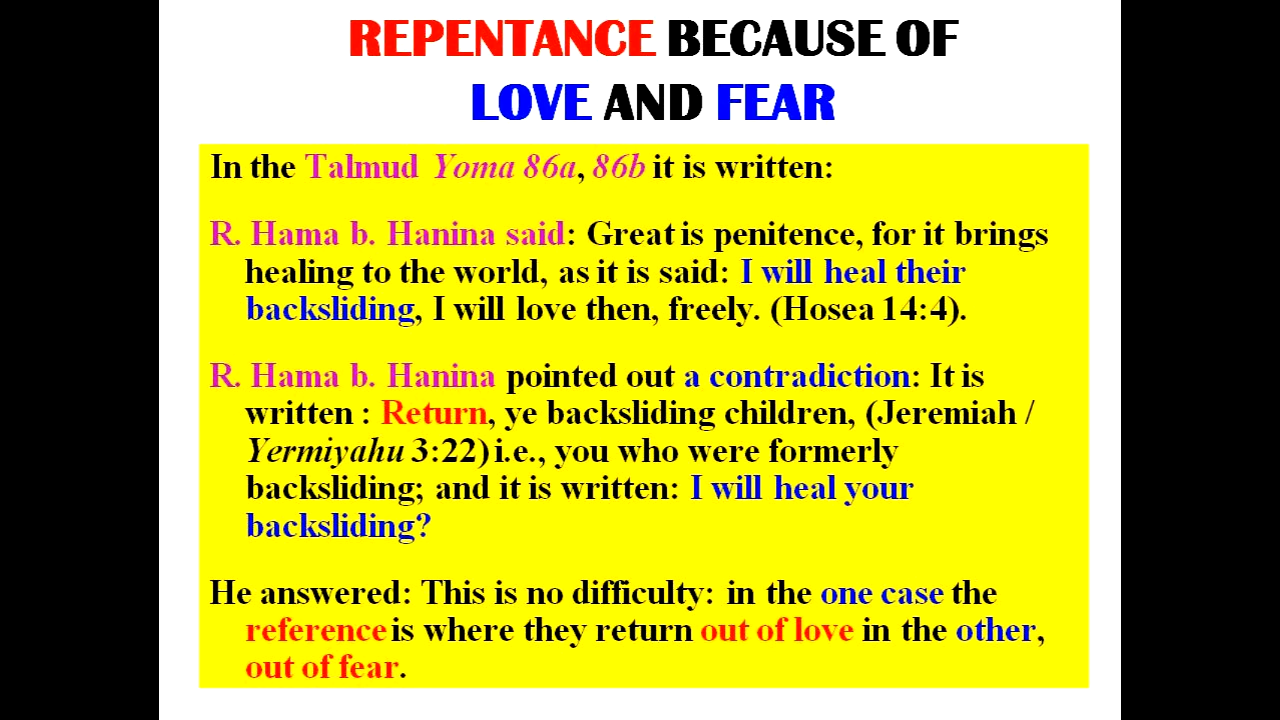 REPENTANCE BECAUSE OF
LOVE AND FEAR
In the Talmud Yoma 86a, 86b it is written:
R. Hama b. Hanina said: Great is penitence, for it brings
healing to the world, as it is said: I will heal their
backsliding, I will love then, freely. (Hosea 14:4).
R. Hama b. Hanina pointed out a contradiction: It is
written : Return, ye backsliding children, (Jeremiah /
Yermiyahu 3:22) i.e., you who were formerly
backsliding; and it is written: I will heal your
backsliding?
He answered: This is no difficulty: in the one case the
reference is where they return out of love in the other,
out of fear.